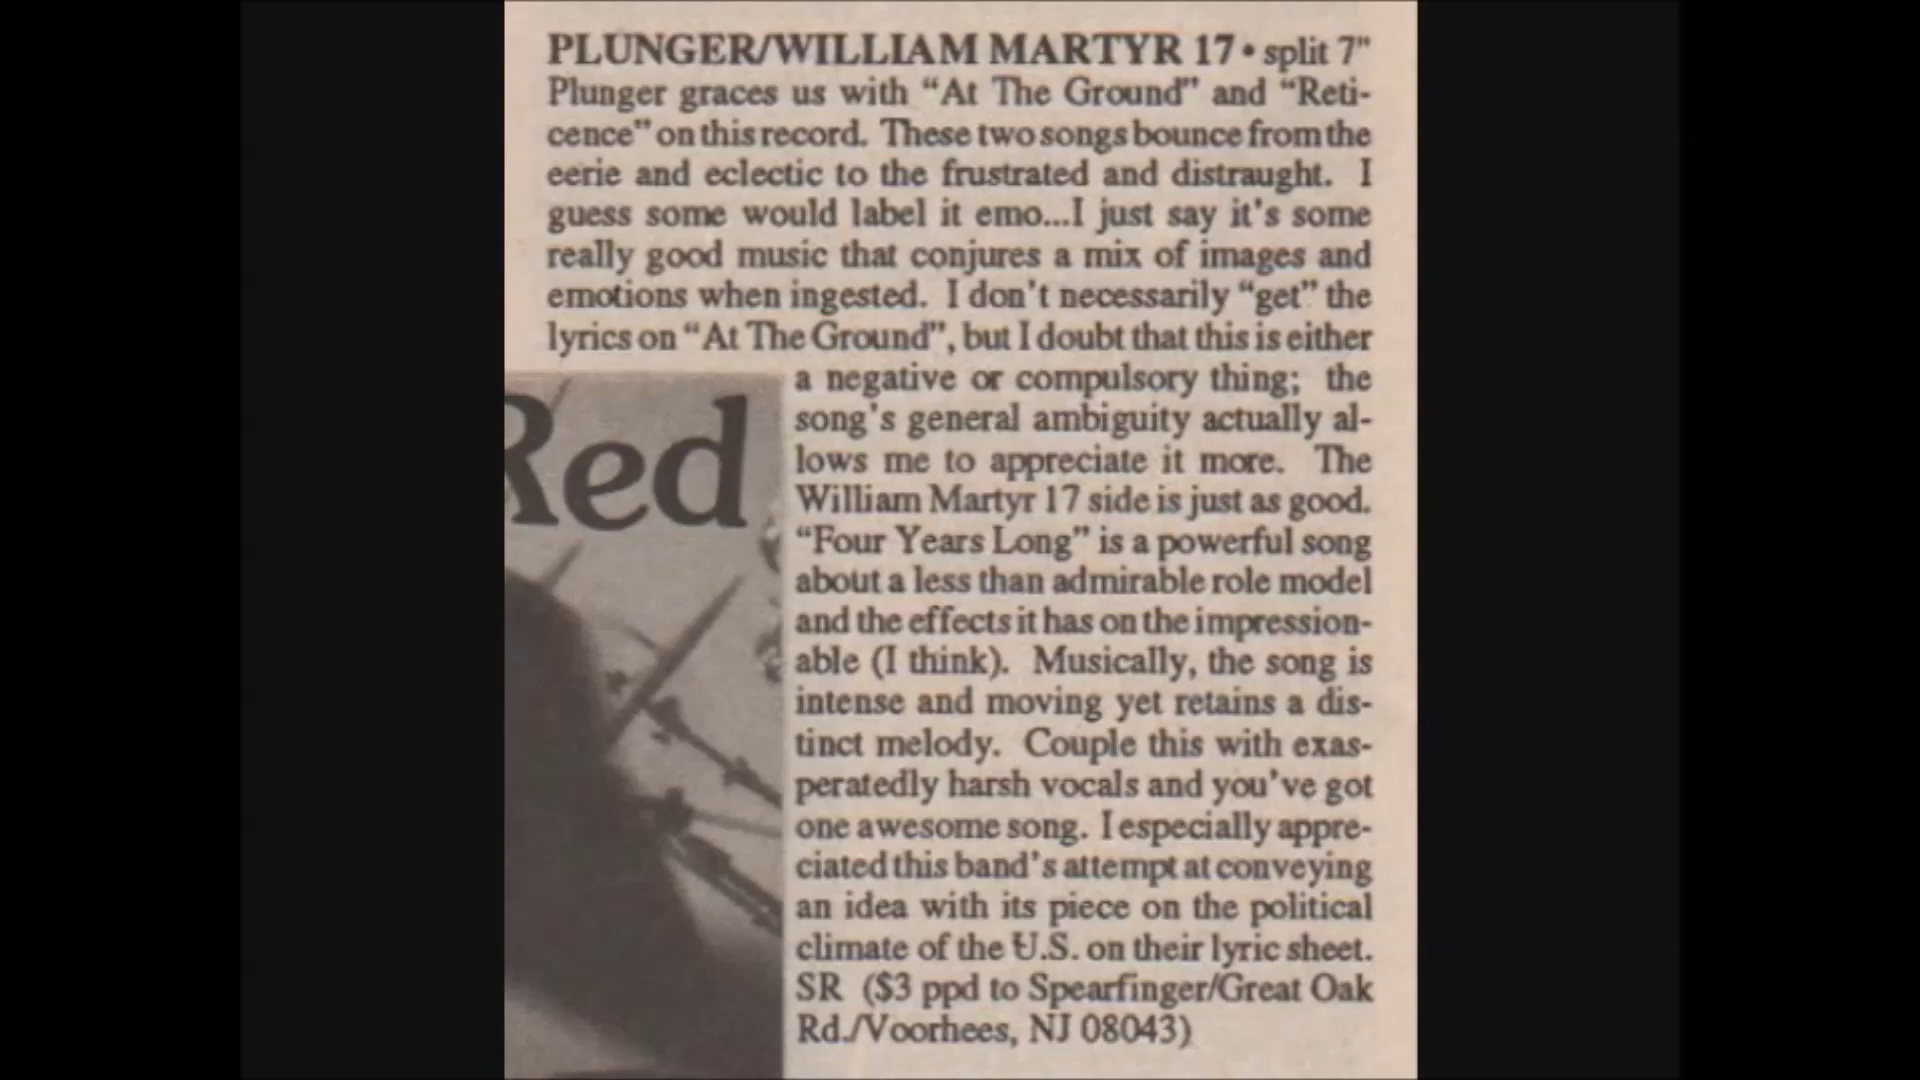 PLUNGER/WILLIAM MARTYR 17 • split 7"
Plunger graces us with “At The Ground” and “Reti-
cence” on this record. These two songs bounce from the
eerie and eclectic to the frustrated and distraught. I
guess some would label it emo...I just say it's some
really good music that conjures a mix of images and
emotions when ingested. I don't necessarily “get” the
lyrics on “At The Ground”, but I doubt that this is either
a negative or compulsory thing; the
song's general ambiguity actually al-
lows me to appreciate it more. The
William Martyr 17 side is just as good.
“Four Years Long” is a powerful song
about a less than admirable role model
and the effects it has on the impression-
able (I think). Musically, the song is
intense and moving yet retains a dis-
tinct melody. Couple this with exas-
peratedly harsh vocals and you've got
one awesome song. I especially appre-
ciated this band's attempt at conveying
an idea with its piece on the political
climate of the U.S. on their lyric sheet.
SR ($3 ppd to Spearfinger/Great Oak
Rd./Voorhees, NJ 08043)
Red